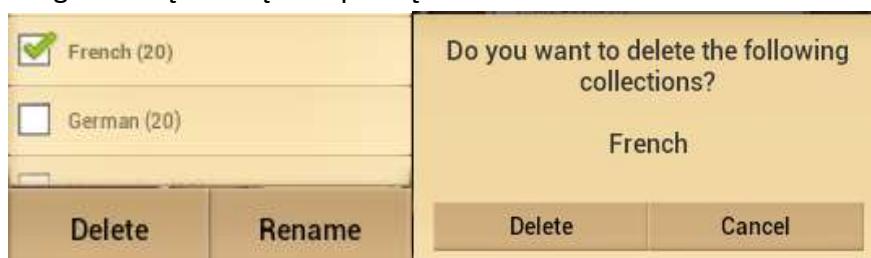 French (20)
German (20)
Delete
Rename
Do you want to delete the following
collections?
French
Delete
Cancel